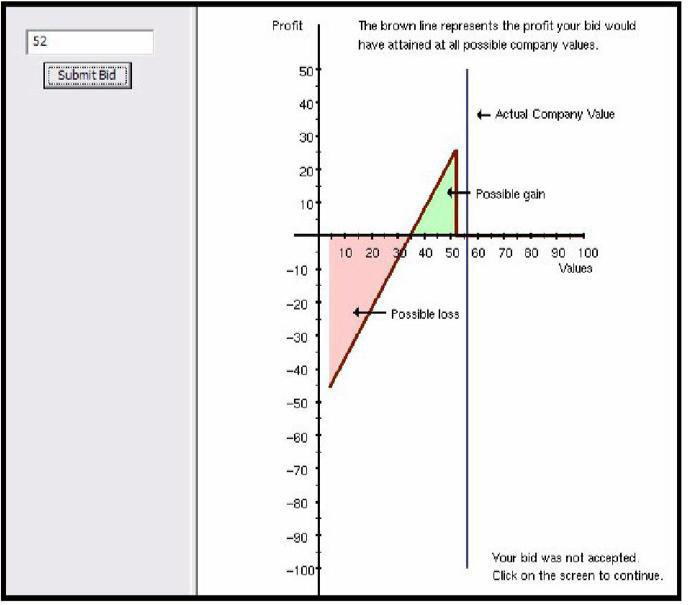 52
Submit Bid
Profit
The brown line represents the profit your bid would
have attained at all possible company values.
50
40
Actual Company Value
30
20
Possible gain
10
10 20 30 40 50 60 70 80 90 100
Values
-10
-20
Possible loss
-30
-40
-50
-60
-70
-80
-90
Your bid was not accepted.
-100
Click on the screen to continue.